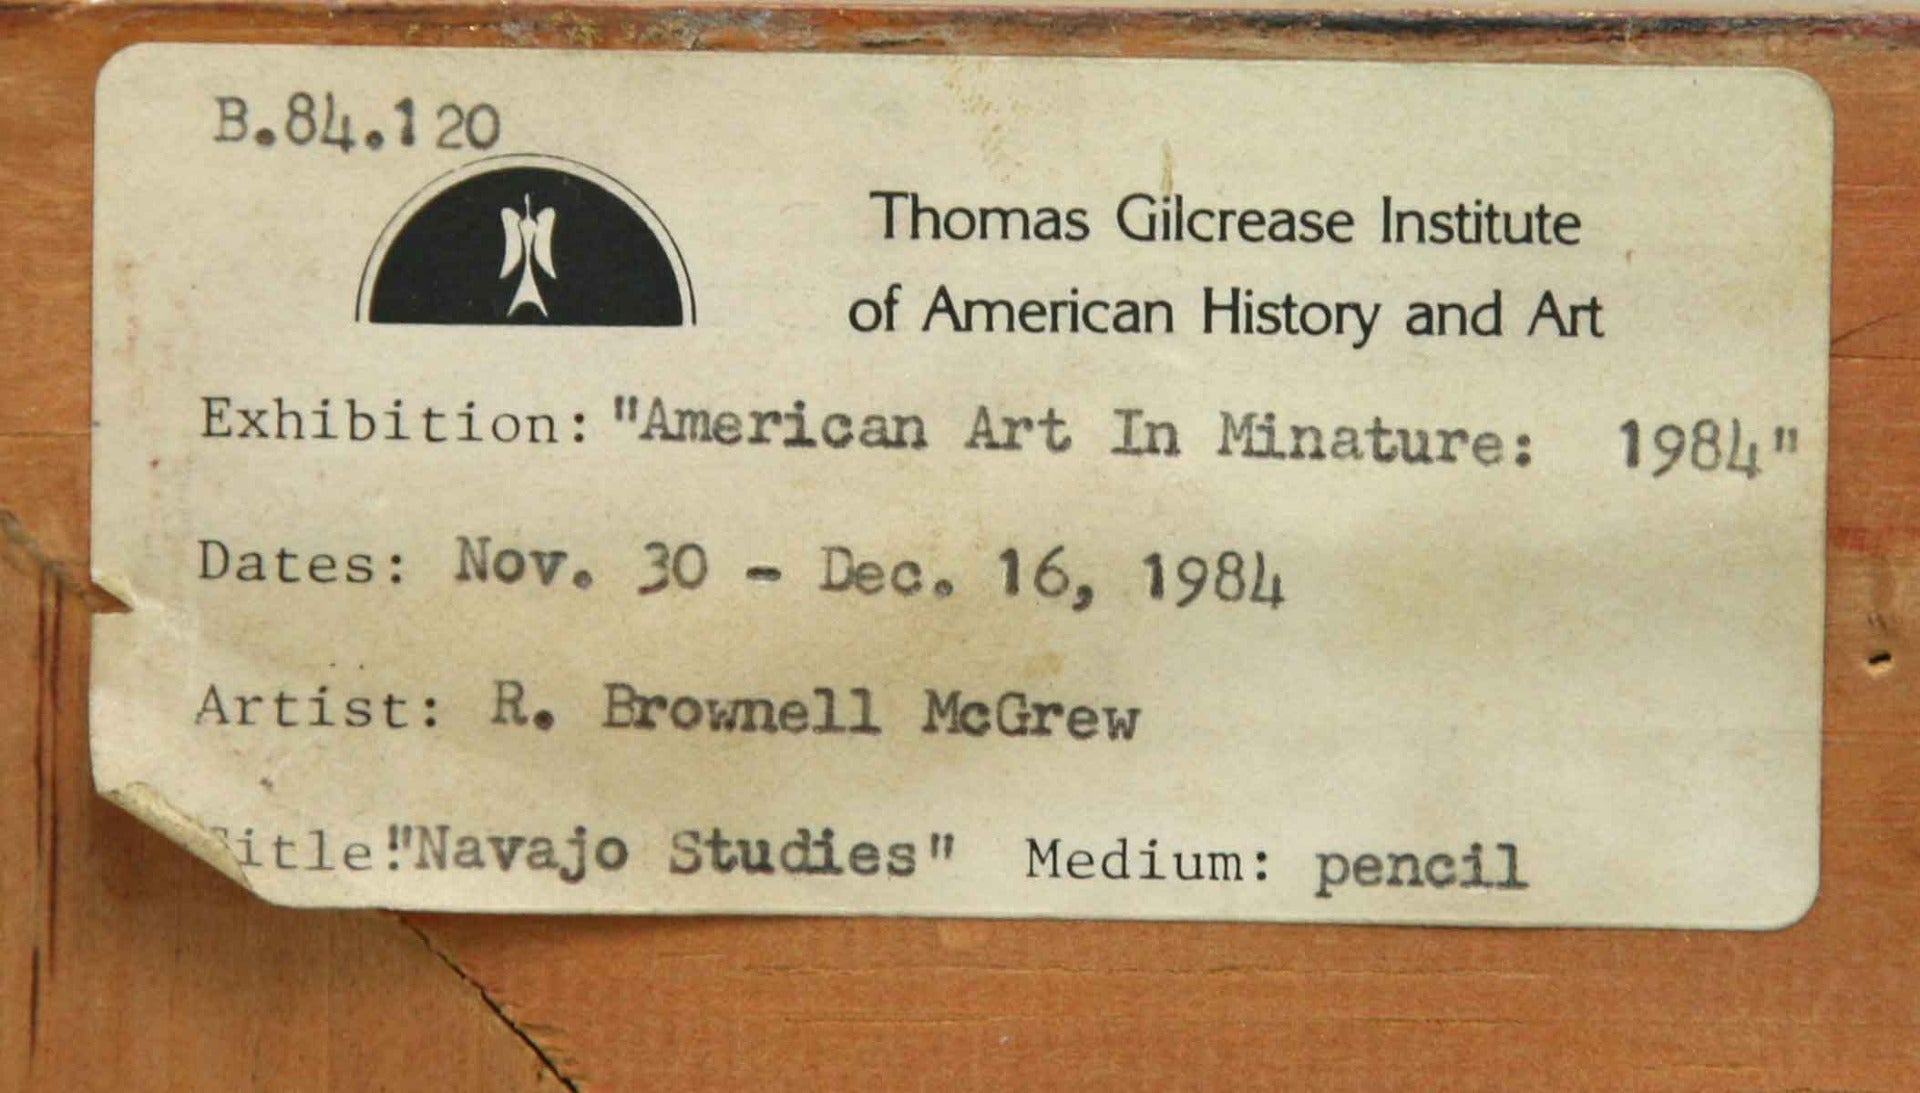 B.84.120
Thomas Gilcrease Institute
of American History and Art
Exhibition: "American Art In Minature: 1984"
Dates: Nov. 30 - Dec. 16, 1984
Artist: R. Brownell McGrew
Title: "Navajo Studies" Medium: pencil